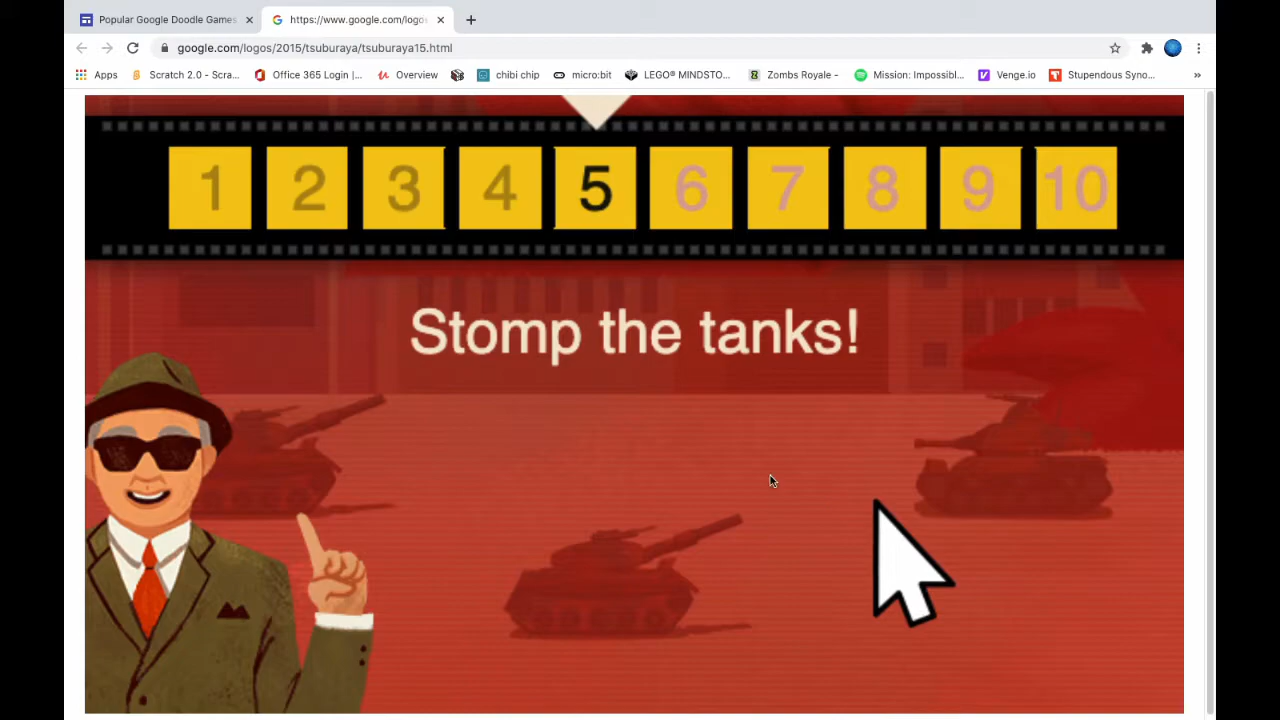 Popular Google Doodle Games
https://www.google.com/logos
google.com/logos/2015/tsuburaya/tsuburaya15.html
Apps Scratch 2.0 - Scra... Office 365 Login |... Overview chibi chip micro:bit LEGO® MINDSTO... Zombs Royale - Mission: Impossibl... Venge.io Stupendous Syno... »
1 2 3 4 5 6 7 8 9 10
Stomp the tanks!